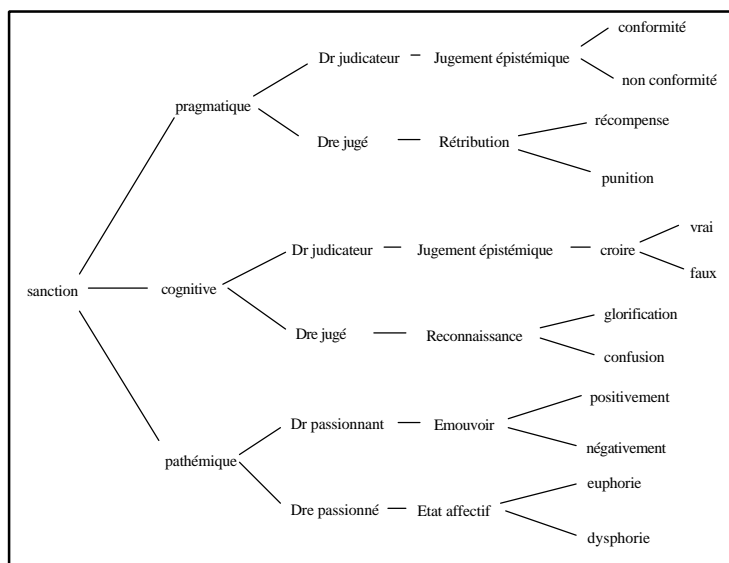 conformité
Dr judicateur
Jugement épistémique
non conformité
pragmatique
récompense
Dre jugé
Rétribution
punition
vrai
Dr judicateur
Jugement épistémique
croire
faux
sanction
cognitive
glorification
Dre jugé
Reconnaissance
confusion
positivement
Dr passionnant
Emouvoir
négativement
pathémique
euphorie
Dre passionné
Etat affectif
dysphorie